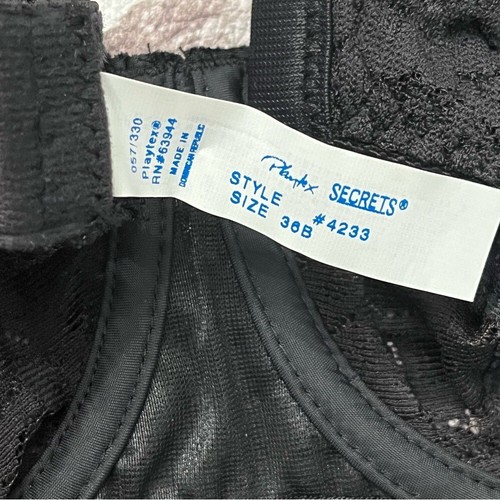 Playtex SECRETS®
STYLE #4233
SIZE 36B
057/330
Playtex®
RN#63944
MADE IN
DOMINICAN REPUBLIC